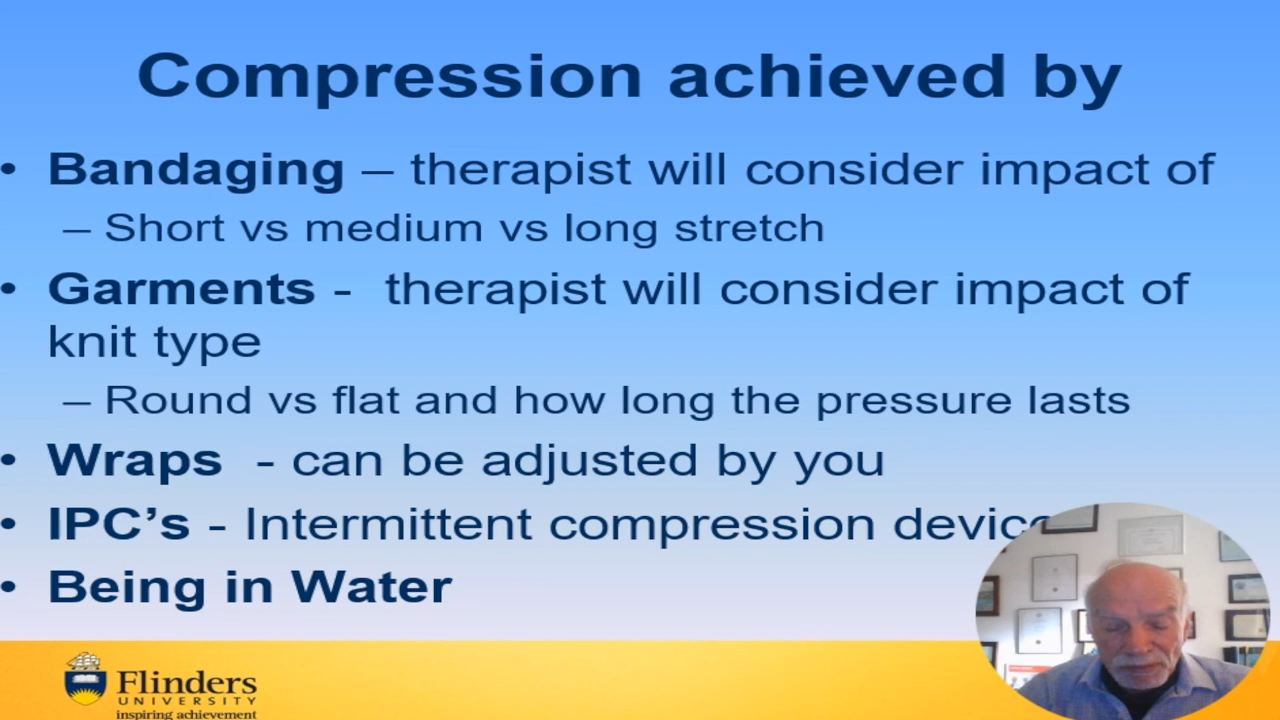 Compression achieved by
• Bandaging – therapist will consider impact of
– Short vs medium vs long stretch
• Garments - therapist will consider impact of
knit type
– Round vs flat and how long the pressure lasts
• Wraps - can be adjusted by you
• IPC’s - Intermittent compression
• Being in Water
Flinders
UNIVERSITY
inspiring achievement